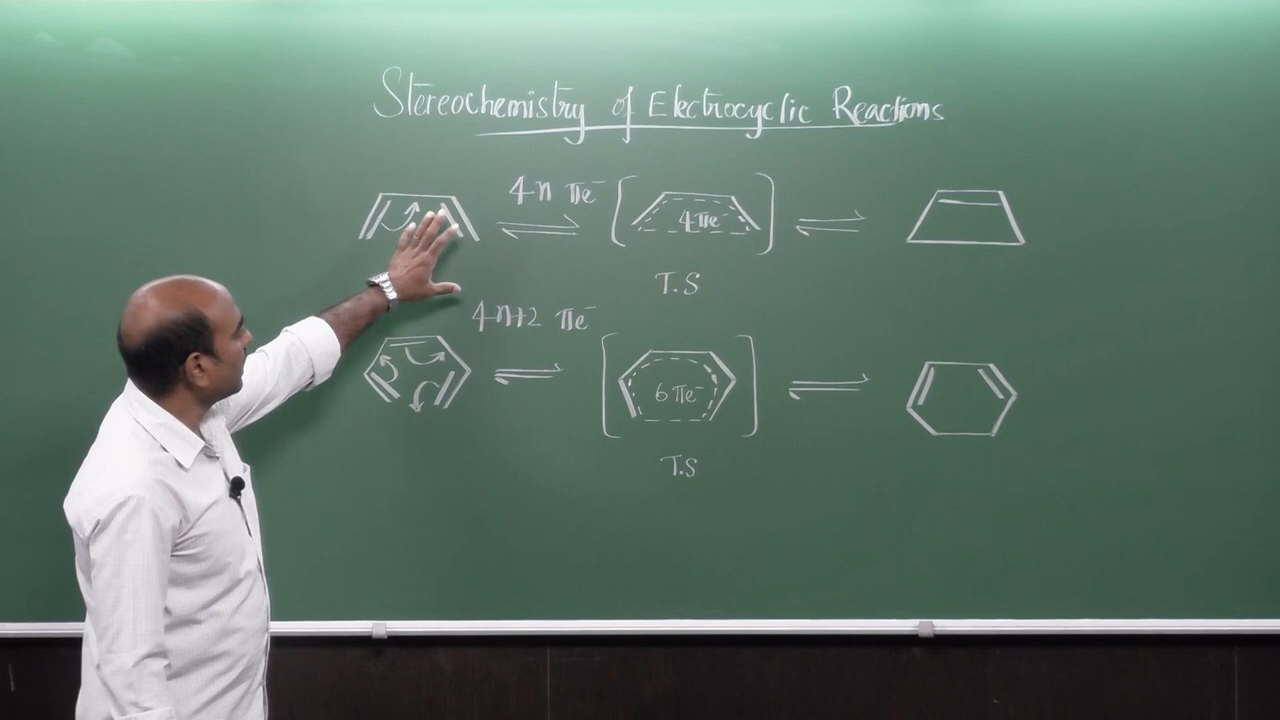 Stereochemistry of Electrocyclic Reactions
4n πe⁻
4πe⁻
T.S
4n+2 πe⁻
6πe⁻
T.S